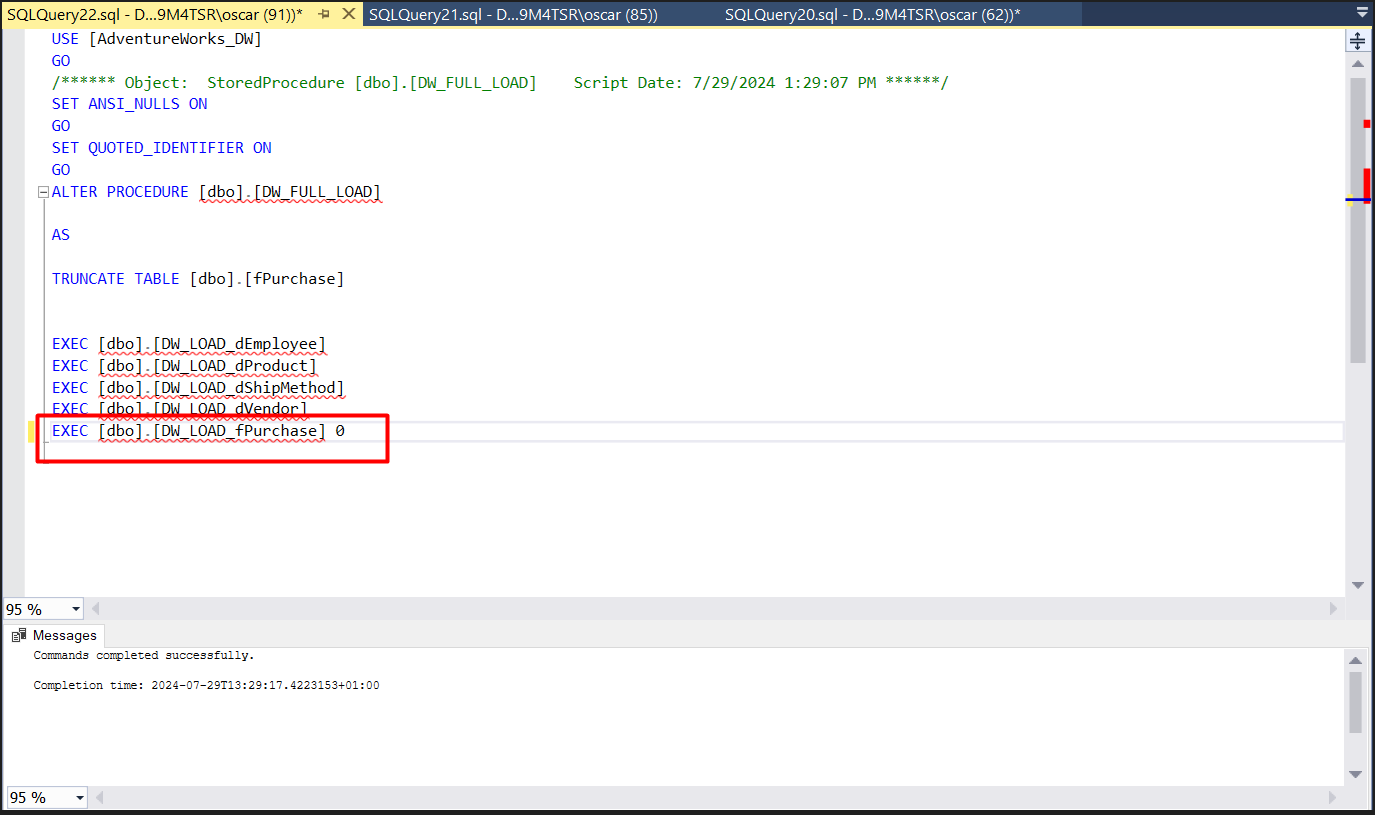 SQLQuery22.sql - D...9M4TSR\oscar (91))*
SQLQuery21.sql - D...9M4TSR\oscar (85))
SQLQuery20.sql - D...9M4TSR\oscar (62))*
USE [AdventureWorks_DW]
GO
/****** Object:  StoredProcedure [dbo].[DW_FULL_LOAD]    Script Date: 7/29/2024 1:29:07 PM ******/
SET ANSI_NULLS ON
GO
SET QUOTED_IDENTIFIER ON
GO
ALTER PROCEDURE [dbo].[DW_FULL_LOAD]
AS
TRUNCATE TABLE [dbo].[fPurchase]
EXEC [dbo].[DW_LOAD_dEmployee]
EXEC [dbo].[DW_LOAD_dProduct]
EXEC [dbo].[DW_LOAD_dShipMethod]
EXEC [dbo].[DW_LOAD_dVendor]
EXEC [dbo].[DW_LOAD_fPurchase] 0
95 %
Messages
Commands completed successfully.
Completion time: 2024-07-29T13:29:17.4223153+01:00
95 %